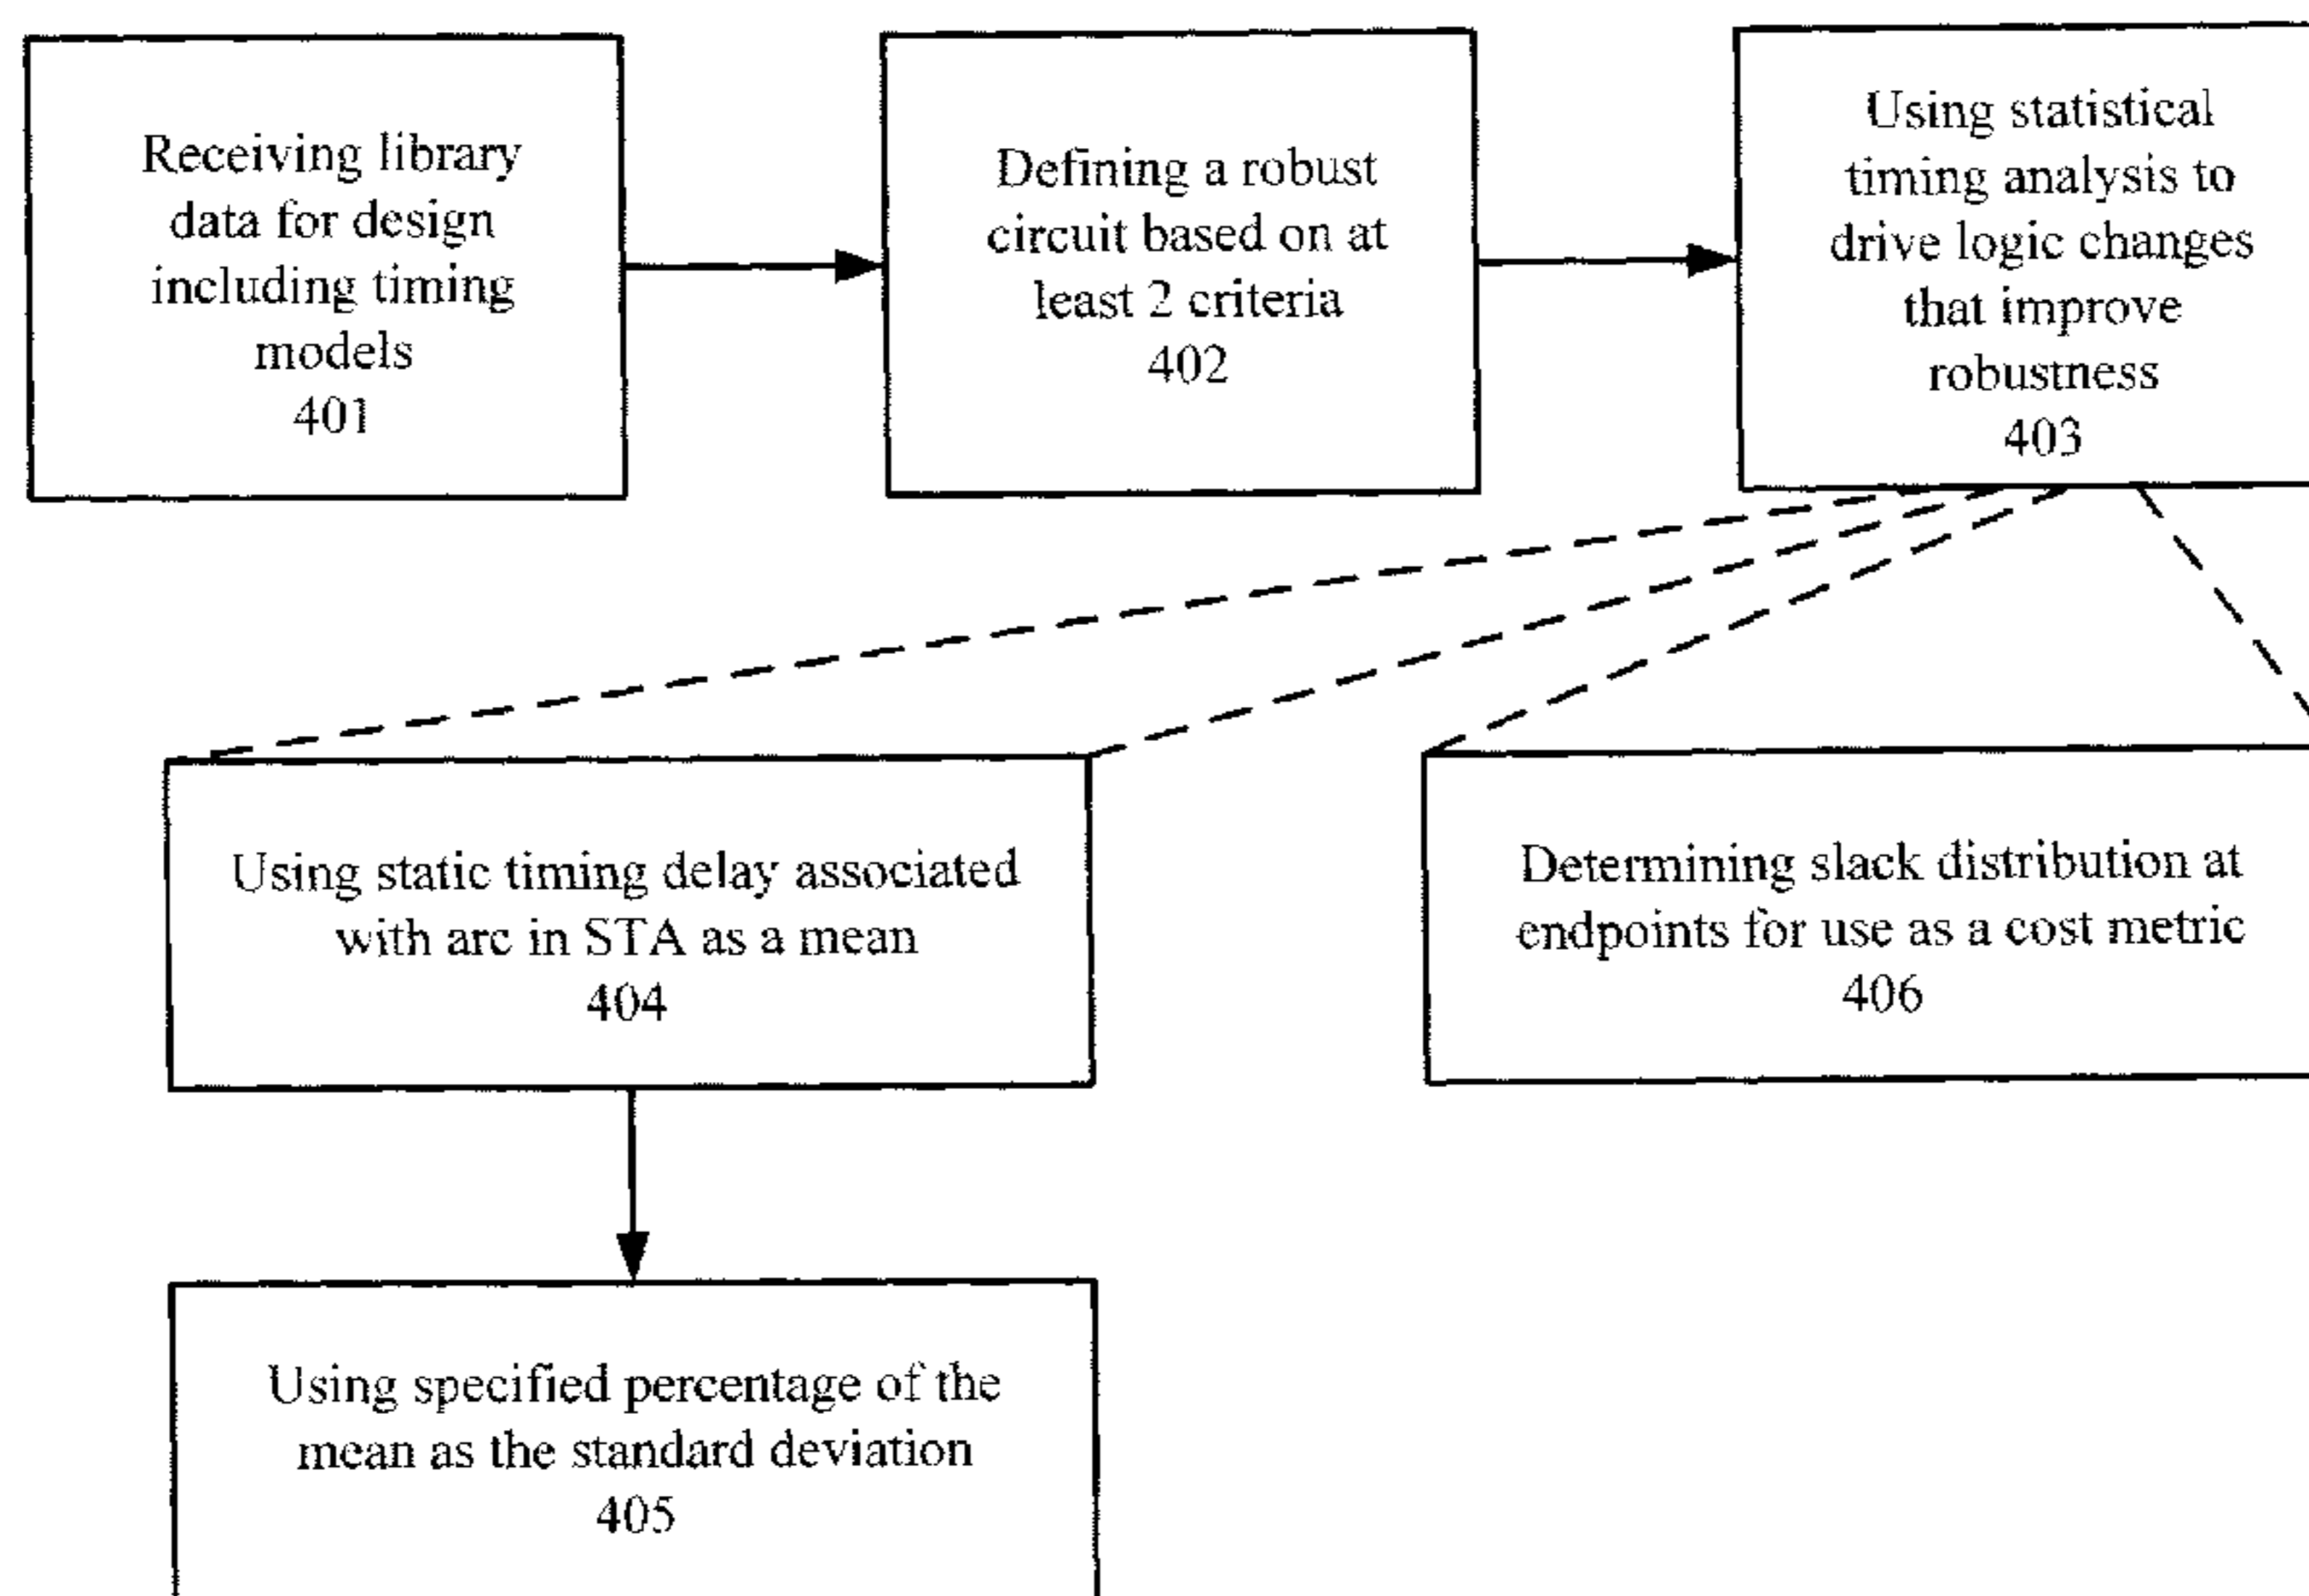 Receiving library
data for design
including timing
models
401
Defining a robust
circuit based on at
least 2 criteria
402
Using statistical
timing analysis to
drive logic changes
that improve
robustness
403
Using static timing delay associated
with arc in STA as a mean
404
Determining slack distribution at
endpoints for use as a cost metric
406
Using specified percentage of the
mean as the standard deviation
405